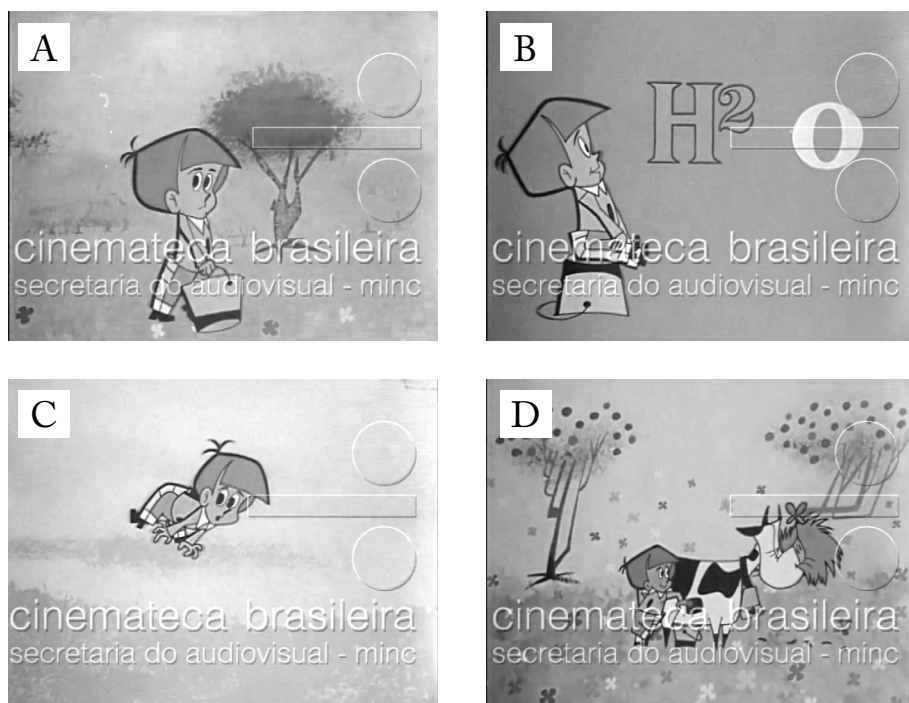 A
cinemateca brasileira
secretaria do audiovisual - minc
B
H²O
cinemateca brasileira
secretaria do audiovisual - minc
C
cinemateca brasileira
secretaria do audiovisual - minc
D
cinemateca brasileira
secretaria do audiovisual - minc